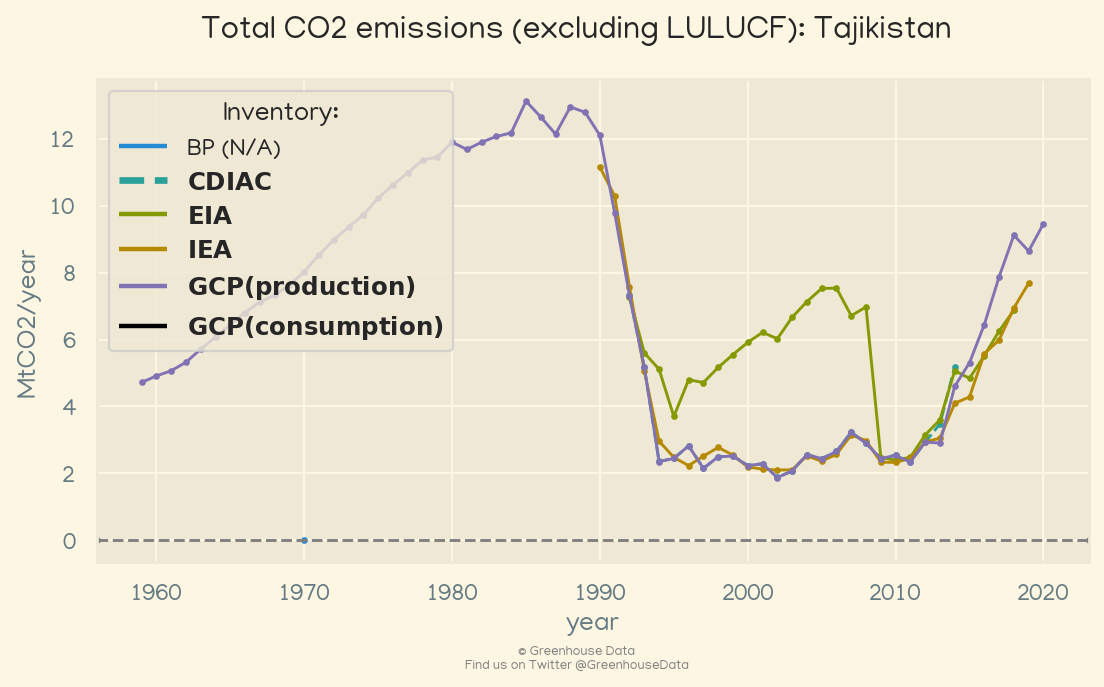 Total CO2 emissions (excluding LULUCF): Tajikistan
Inventory:
BP (N/A)
CDIAC
EIA
IEA
GCP(production)
GCP(consumption)
MtCO2/year
12
10
8
6
4
2
0
1960 1970 1980 1990 2000 2010 2020
year
© Greenhouse Data
Find us on Twitter @GreenhouseData